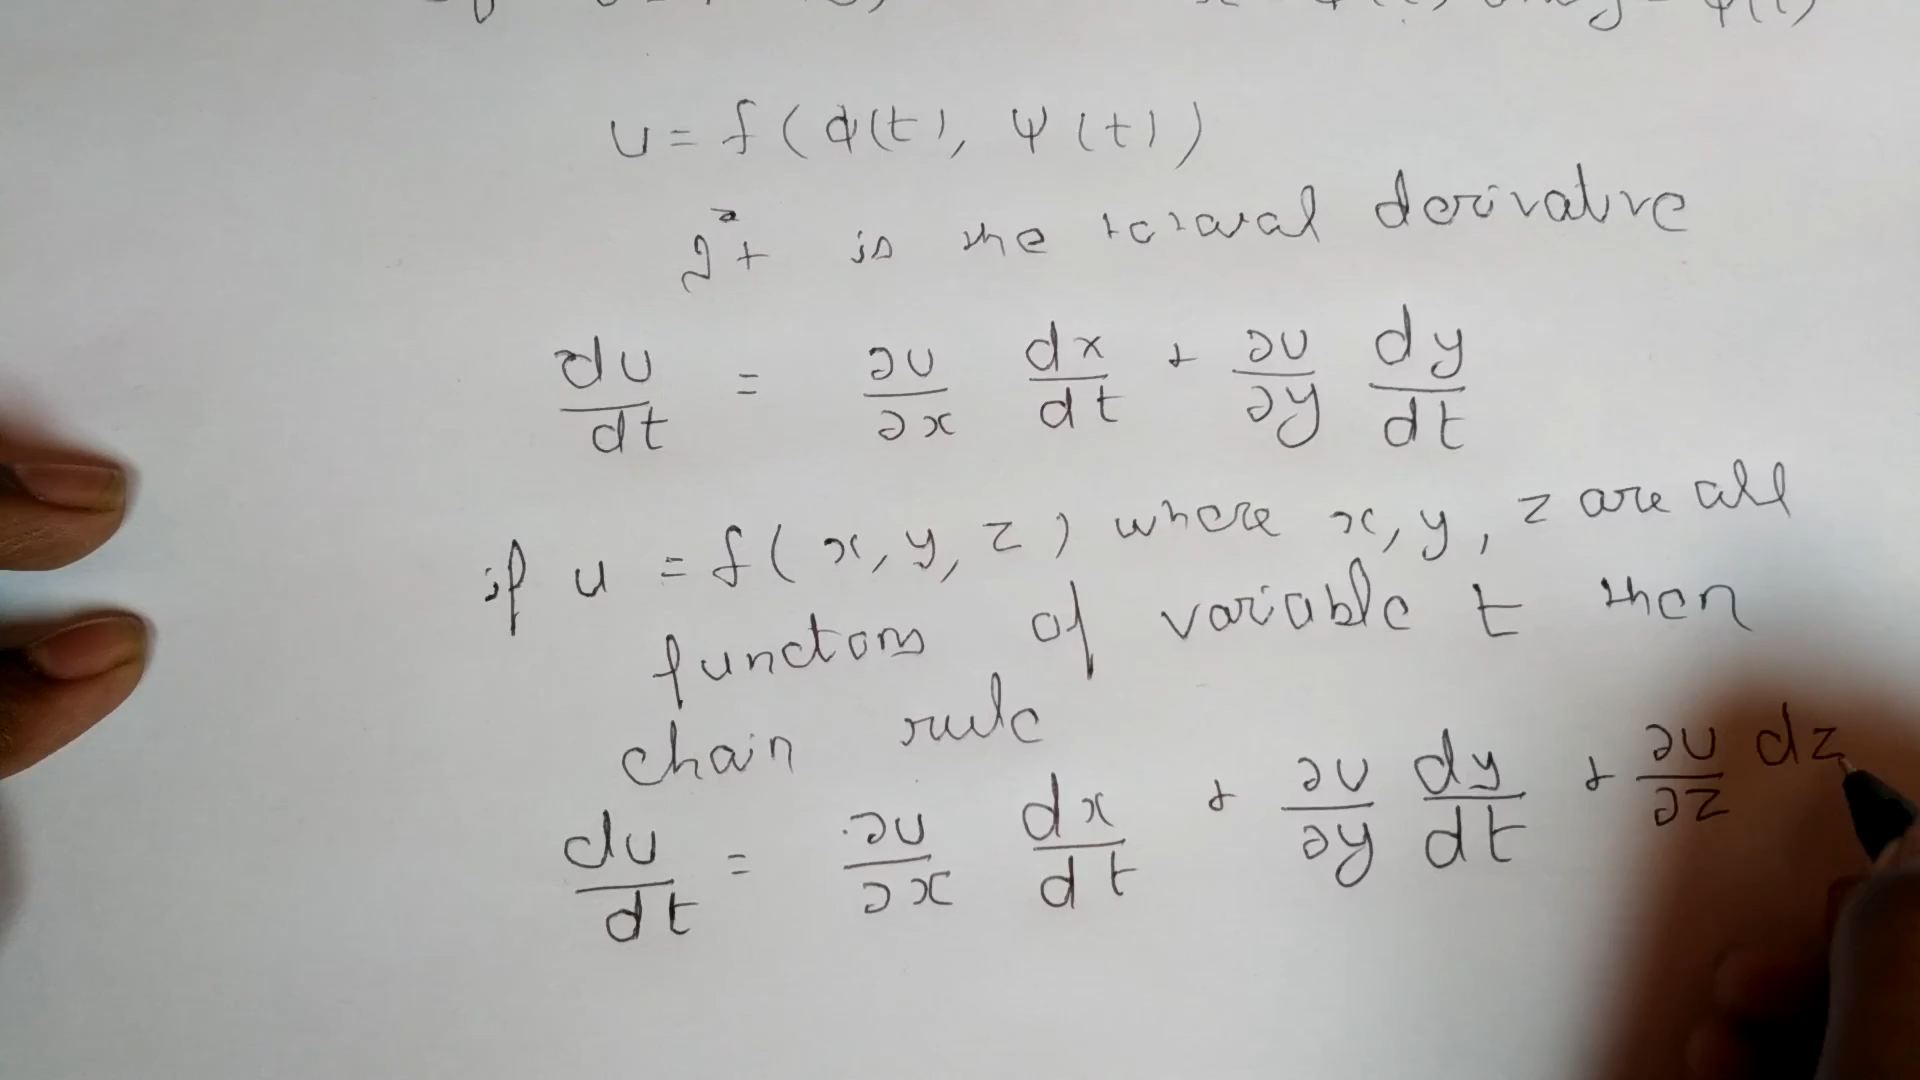 u = f ( ϕ(t), ψ (t) )
is the derivative
du/dt = ∂u/∂x dx/dt + ∂u/∂y dy/dt
if u = f ( x, y, z ) where x, y, z are all
functions of variable t then
chain rule
du/dt = ∂u/∂x dx/dt + ∂u/∂y dy/dt + ∂u/∂z dz